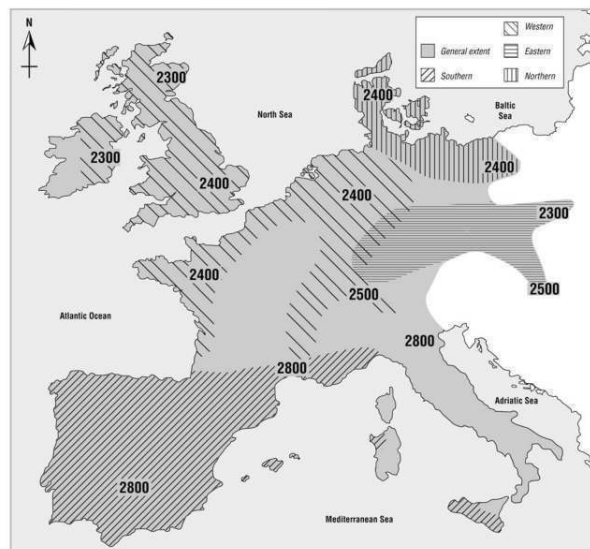 N
Western
General extent
Eastern
Southern
Northern
2300
2400
North Sea
Baltic
Sea
2300
2400
2400
2400
2300
2400
2500
2500
Atlantic Ocean
2800
2800
Adriatic Sea
2800
Mediterranean Sea